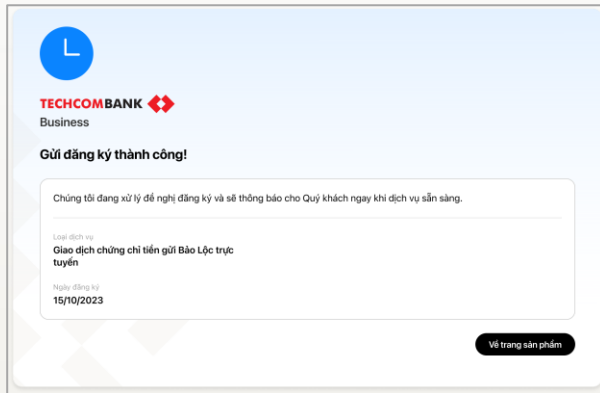 TECHCOMBANK
Business
Gửi đăng ký thành công!
Chúng tôi đang xử lý đề nghị đăng ký và sẽ thông báo cho Quý khách ngay khi dịch vụ sẵn sàng.
Loại dịch vụ
Giao dịch chứng chỉ tiền gửi Bảo Lộc trực
tuyến
Ngày đăng ký
15/10/2023
Về trang sản phẩm